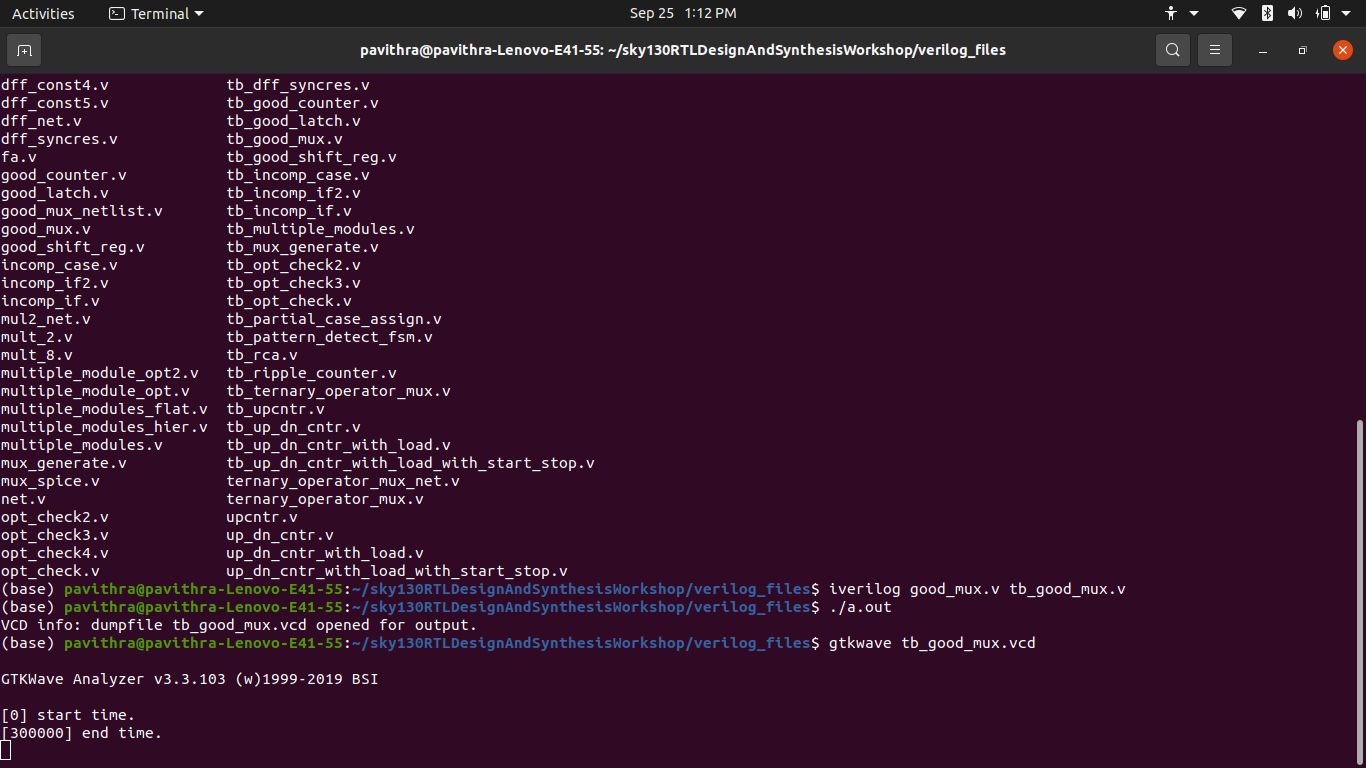 Activities Terminal Sep 25 1:12 PM
pavithra@pavithra-Lenovo-E41-55: ~/sky130RTLDesignAndSynthesisWorkshop/verilog_files
dff_const4.v tb_dff_syncres.v
dff_const5.v tb_good_counter.v
dff_net.v tb_good_latch.v
dff_syncres.v tb_good_mux.v
fa.v tb_good_shift_reg.v
good_counter.v tb_incomp_case.v
good_latch.v tb_incomp_if2.v
good_mux_netlist.v tb_incomp_if.v
good_mux.v tb_multiple_modules.v
good_shift_reg.v tb_mux_generate.v
incomp_case.v tb_opt_check2.v
incomp_if2.v tb_opt_check3.v
incomp_if.v tb_opt_check.v
mul2_net.v tb_partial_case_assign.v
mult_2.v tb_pattern_detect_fsm.v
mult_8.v tb_rca.v
multiple_module_opt2.v tb_ripple_counter.v
multiple_module_opt.v tb_ternary_operator_mux.v
multiple_modules_flat.v tb_upcntr.v
multiple_modules_hier.v tb_up_dn_cntr.v
multiple_modules.v tb_up_dn_cntr_with_load.v
mux_generate.v tb_up_dn_cntr_with_load_with_start_stop.v
mux_spice.v ternary_operator_mux_net.v
net.v ternary_operator_mux.v
opt_check2.v upcntr.v
opt_check3.v up_dn_cntr.v
opt_check4.v up_dn_cntr_with_load.v
opt_check.v up_dn_cntr_with_load_with_start_stop.v
(base) pavithra@pavithra-Lenovo-E41-55:~/sky130RTLDesignAndSynthesisWorkshop/verilog_files$ iverilog good_mux.v tb_good_mux.v
(base) pavithra@pavithra-Lenovo-E41-55:~/sky130RTLDesignAndSynthesisWorkshop/verilog_files$ ./a.out
VCD info: dumpfile tb_good_mux.vcd opened for output.
(base) pavithra@pavithra-Lenovo-E41-55:~/sky130RTLDesignAndSynthesisWorkshop/verilog_files$ gtkwave tb_good_mux.vcd
GTKWave Analyzer v3.3.103 (w)1999-2019 BSI
[0] start time.
[300000] end time.